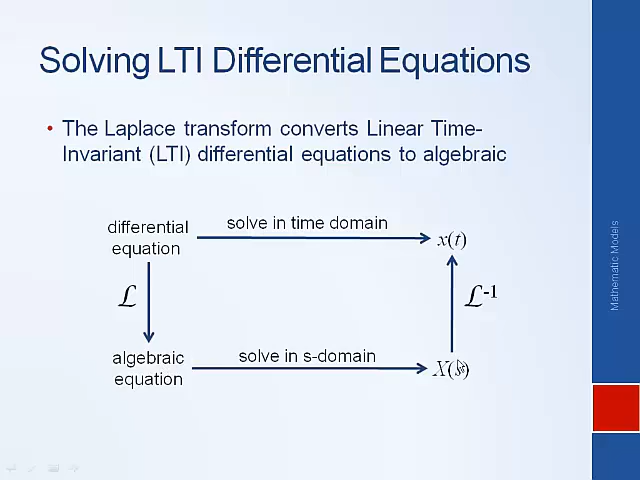 Solving LTI Differential Equations
• The Laplace transform converts Linear Time-
Invariant (LTI) differential equations to algebraic
differential
equation
solve in time domain
x(t)
ℒ
ℒ⁻¹
algebraic
equation
solve in s-domain
X(s)
Mathematic Models